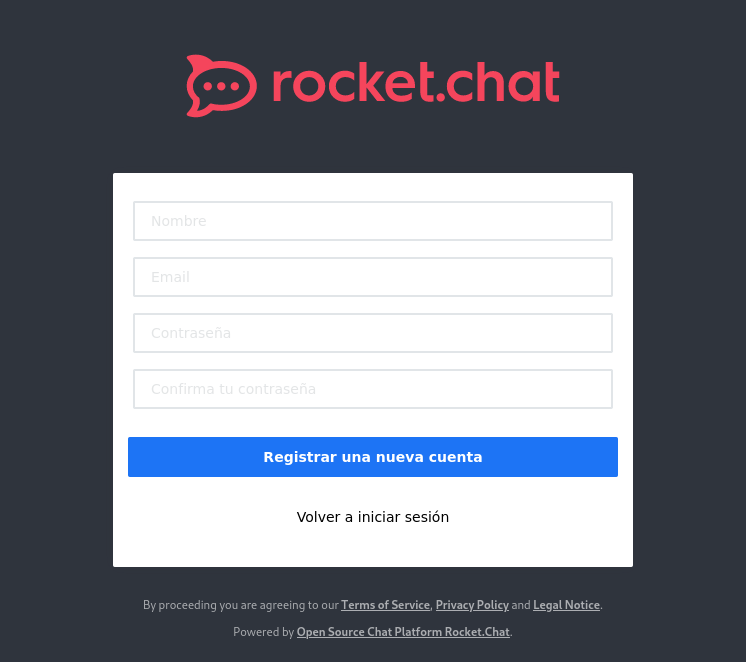 rocket.chat
Nombre
Email
Contraseña
Confirma tu contraseña
Registrar una nueva cuenta
Volver a iniciar sesión
By proceeding you are agreeing to our Terms of Service, Privacy Policy and Legal Notice.
Powered by Open Source Chat Platform Rocket.Chat.